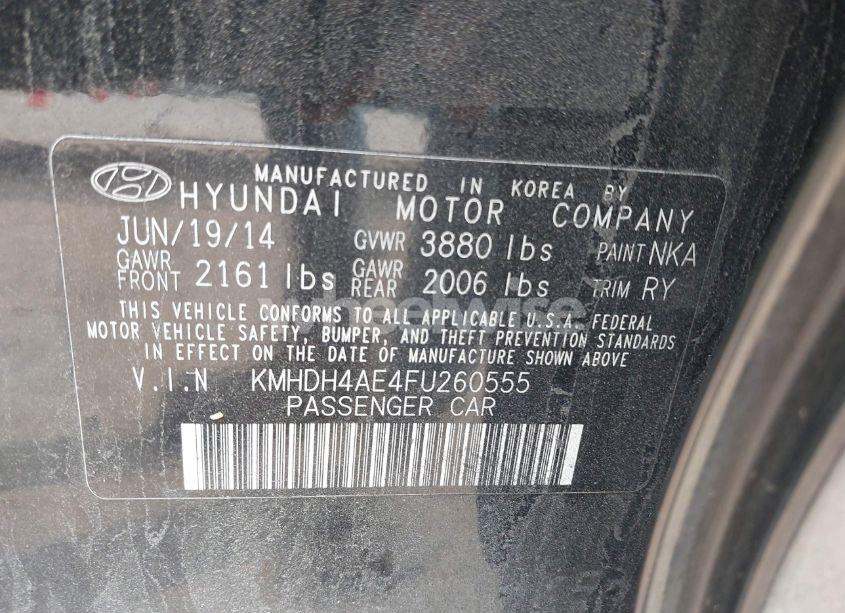 MANUFACTURED IN KOREA BY
HYUNDAI MOTOR COMPANY
JUN/19/14 GVWR 3880 lbs PAINT NKA
GAWR FRONT 2161 lbs GAWR REAR 2006 lbs TRIM RY
THIS VEHICLE CONFORMS TO ALL APPLICABLE U.S.A. FEDERAL
MOTOR VEHICLE SAFETY, BUMPER, AND THEFT PREVENTION STANDARDS
IN EFFECT ON THE DATE OF MANUFACTURE SHOWN ABOVE
V.I.N KMHDH4AE4FU260555
PASSENGER CAR
wheelwise